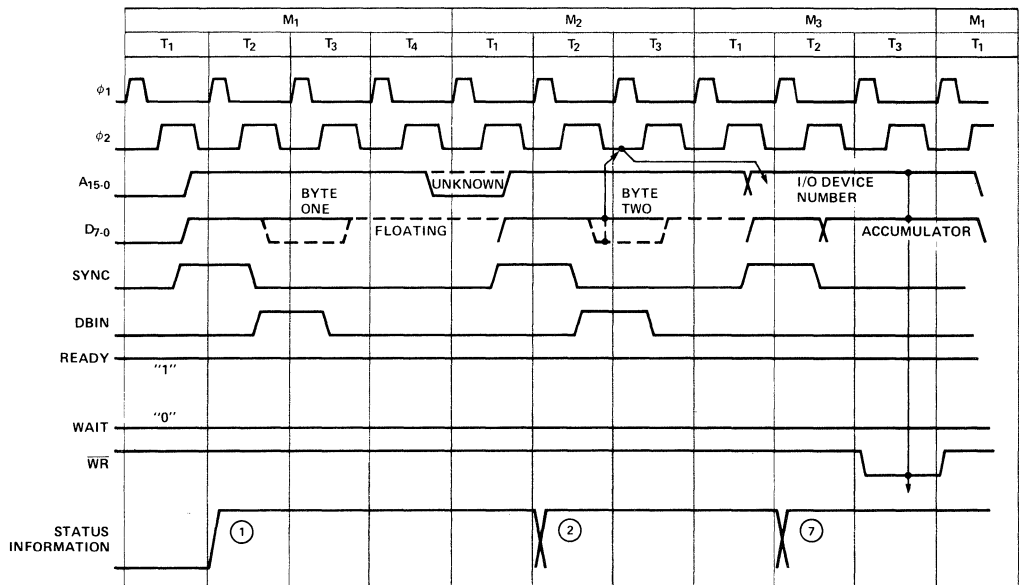 M1 M2 M3 M1
T1 T2 T3 T4 T1 T2 T3 T1 T2 T3 T1
ϕ1
ϕ2
A15-0
UNKNOWN
BYTE
ONE
BYTE
TWO
I/O DEVICE
NUMBER
D7-0
FLOATING
ACCUMULATOR
SYNC
DBIN
READY
"1"
"0"
WAIT
WR
STATUS
INFORMATION
1 2 7